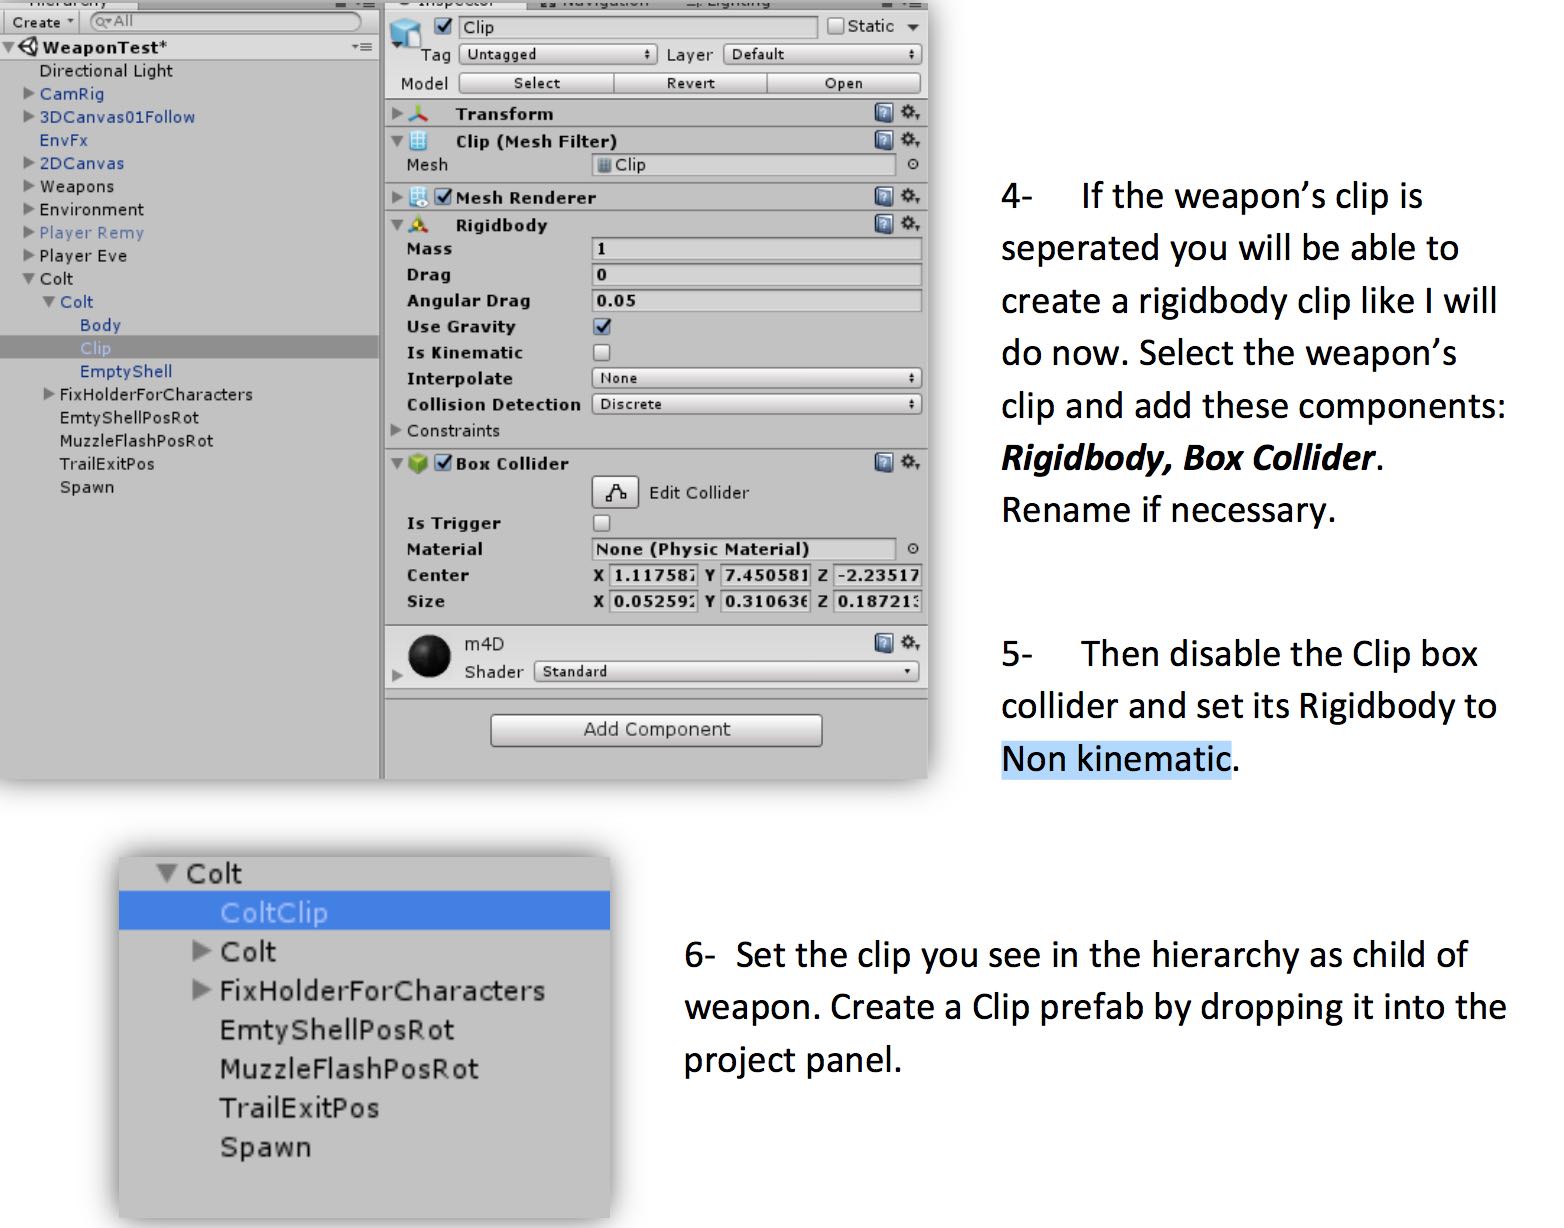 Hierarchy
Create
All
WeaponTest*
Directional Light
CamRig
3DCanvas01Follow
EnvFx
2DCanvas
Weapons
Environment
Player Remy
Player Eve
Colt
Colt
Body
Clip
EmptyShell
FixHolderForCharacters
EmtyShellPosRot
MuzzleFlashPosRot
TrailExitPos
Spawn
Inspector Navigation Lighting
Clip Static
Tag Untagged Layer Default
Model Select Revert Open
Transform
Clip (Mesh Filter)
Mesh Clip
Mesh Renderer
Rigidbody
Mass 1
Drag 0
Angular Drag 0.05
Use Gravity
Is Kinematic
Interpolate None
Collision Detection Discrete
Constraints
Box Collider
Edit Collider
Is Trigger
Material None (Physic Material)
Center X 1.117587 Y 7.450581 Z -2.23517
Size X 0.052592 Y 0.310636 Z 0.187213
m4D
Shader Standard
Add Component
4- If the weapon’s clip is
seperated you will be able to
create a rigidbody clip like I will
do now. Select the weapon’s
clip and add these components:
Rigidbody, Box Collider.
Rename if necessary.
5- Then disable the Clip box
collider and set its Rigidbody to
Non kinematic.
Colt
ColtClip
Colt
FixHolderForCharacters
EmtyShellPosRot
MuzzleFlashPosRot
TrailExitPos
Spawn
6- Set the clip you see in the hierarchy as child of
weapon. Create a Clip prefab by dropping it into the
project panel.